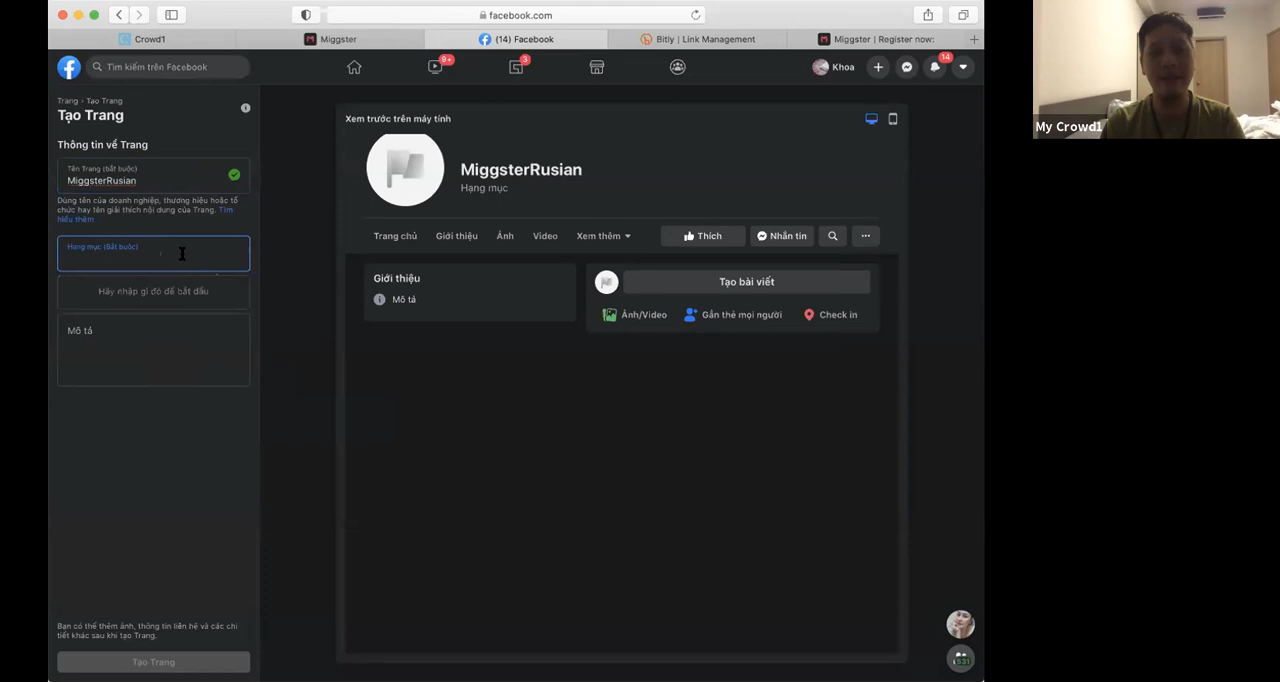 facebook.com
Crowd1
Miggster
(14) Facebook
Bitly | Link Management
Miggster | Register now:
Tìm kiếm trên Facebook
9+
3
Khoa
14
Trang › Tạo Trang
Tạo Trang
Thông tin về Trang
Tên Trang (bắt buộc)
MiggsterRusian
Dùng tên của doanh nghiệp, thương hiệu hoặc tổ
chức hay tên giải thích nội dung của Trang. Tìm
hiểu thêm
Hạng mục (Bắt buộc)
Hãy nhập gì đó để bắt đầu
Mô tả
Bạn có thể thêm ảnh, thông tin liên hệ và các chi
tiết khác sau khi tạo Trang.
Tạo Trang
Xem trước trên máy tính
MiggsterRusian
Hạng mục
Trang chủ
Giới thiệu
Ảnh
Video
Xem thêm
Thích
Nhắn tin
Giới thiệu
Mô tả
Tạo bài viết
Ảnh/Video
Gắn thẻ mọi người
Check in
531
My Crowd1